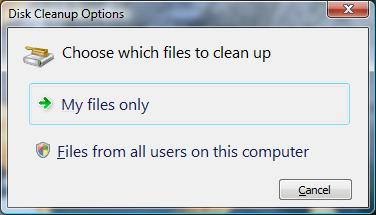 Disk Cleanup Options
Choose which files to clean up
My files only
Files from all users on this computer
Cancel